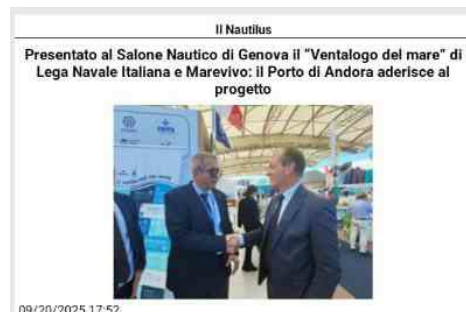 Il Nautilus
Presentato al Salone Nautico di Genova il "Ventalogo del mare" di
Lega Navale Italiana e Marevivo: il Porto di Andora aderisce al
progetto
09/20/2025 17:52